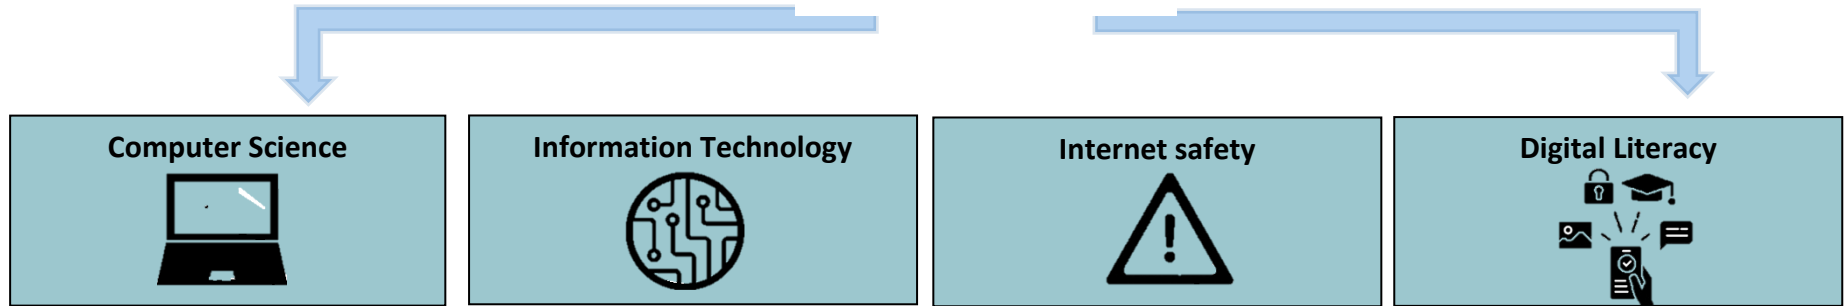 Computer Science
Information Technology
Internet safety
Digital Literacy